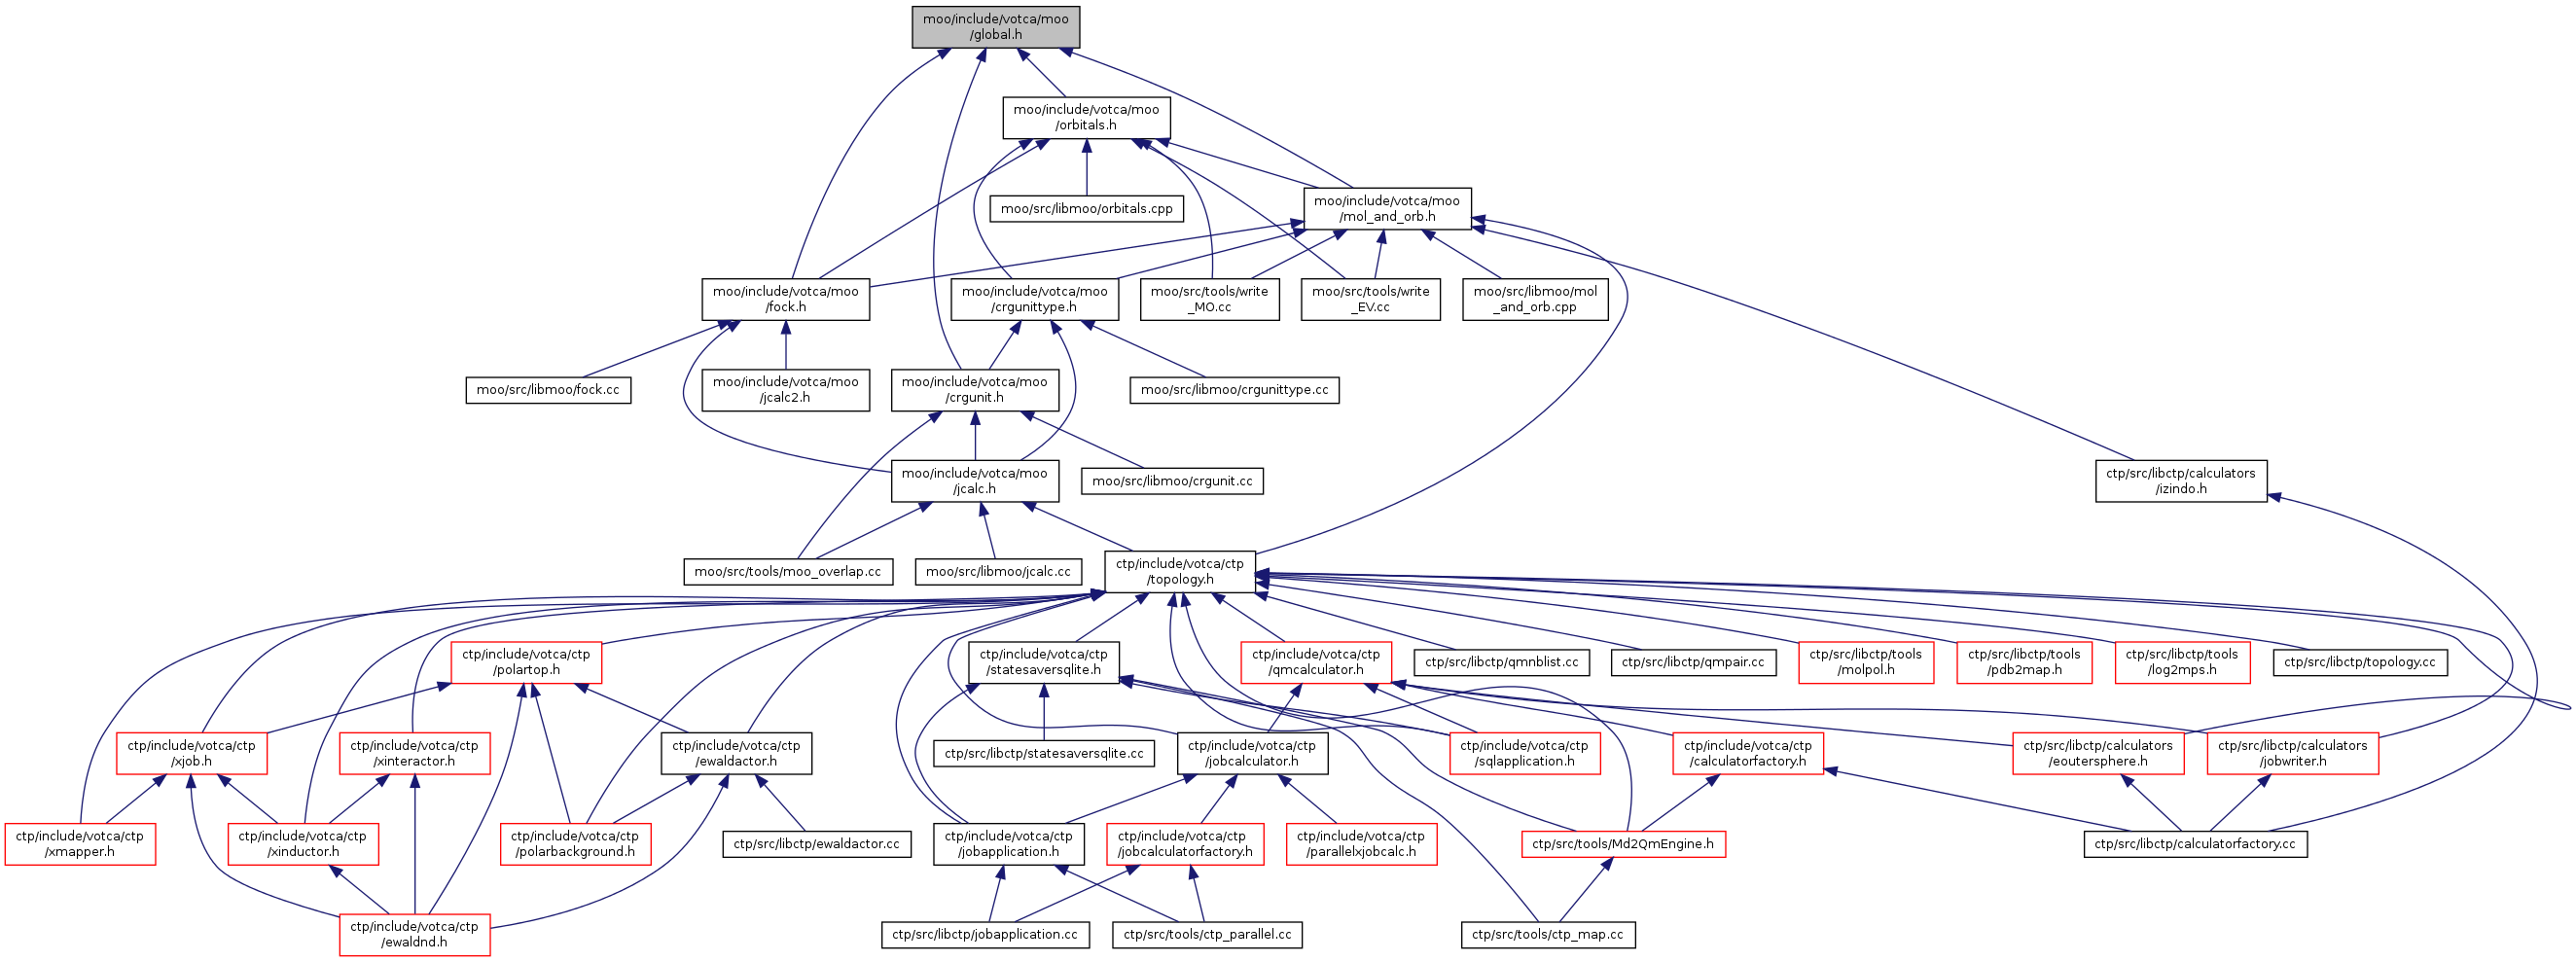 moo/include/votca/moo
/global.h
moo/include/votca/moo
/orbitals.h
moo/src/libmoo/orbitals.cpp
moo/include/votca/moo
/mol_and_orb.h
moo/include/votca/moo
/fock.h
moo/include/votca/moo
/crgunittype.h
moo/src/tools/write
_MO.cc
moo/src/tools/write
_EV.cc
moo/src/libmoo/mol
_and_orb.cpp
moo/src/libmoo/fock.cc
moo/include/votca/moo
/jcalc2.h
moo/include/votca/moo
/crgunit.h
moo/src/libmoo/crgunittype.cc
moo/include/votca/moo
/jcalc.h
moo/src/libmoo/crgunit.cc
ctp/src/libctp/calculators
/izindo.h
moo/src/tools/moo_overlap.cc
moo/src/libmoo/jcalc.cc
ctp/include/votca/ctp
/topology.h
ctp/include/votca/ctp
/polartop.h
ctp/include/votca/ctp
/statesaversqlite.h
ctp/include/votca/ctp
/qmcalculator.h
ctp/src/libctp/qmnblist.cc
ctp/src/libctp/qmpair.cc
ctp/src/libctp/tools
/molpol.h
ctp/src/libctp/tools
/pdb2map.h
ctp/src/libctp/tools
/log2mps.h
ctp/src/libctp/topology.cc
ctp/include/votca/ctp
/xjob.h
ctp/include/votca/ctp
/xinteractor.h
ctp/include/votca/ctp
/ewaldactor.h
ctp/src/libctp/statesaversqlite.cc
ctp/include/votca/ctp
/jobcalculator.h
ctp/include/votca/ctp
/sqlapplication.h
ctp/include/votca/ctp
/calculatorfactory.h
ctp/src/libctp/calculators
/eoutersphere.h
ctp/src/libctp/calculators
/jobwriter.h
ctp/include/votca/ctp
/xmapper.h
ctp/include/votca/ctp
/xinductor.h
ctp/include/votca/ctp
/polarbackground.h
ctp/src/libctp/ewaldactor.cc
ctp/include/votca/ctp
/jobapplication.h
ctp/include/votca/ctp
/jobcalculatorfactory.h
ctp/include/votca/ctp
/parallelxjobcalc.h
ctp/src/tools/Md2QmEngine.h
ctp/src/libctp/calculatorfactory.cc
ctp/include/votca/ctp
/ewaldnd.h
ctp/src/libctp/jobapplication.cc
ctp/src/tools/ctp_parallel.cc
ctp/src/tools/ctp_map.cc